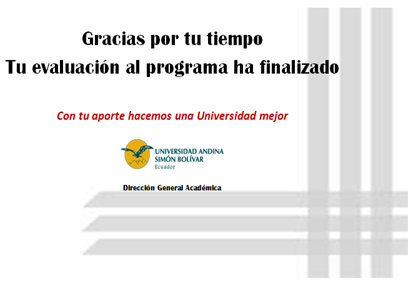 Gracias por tu tiempo
Tu evaluación al programa ha finalizado
Con tu aporte hacemos una Universidad mejor
UNIVERSIDAD ANDINA
SIMÓN BOLÍVAR
Ecuador
Dirección General Académica